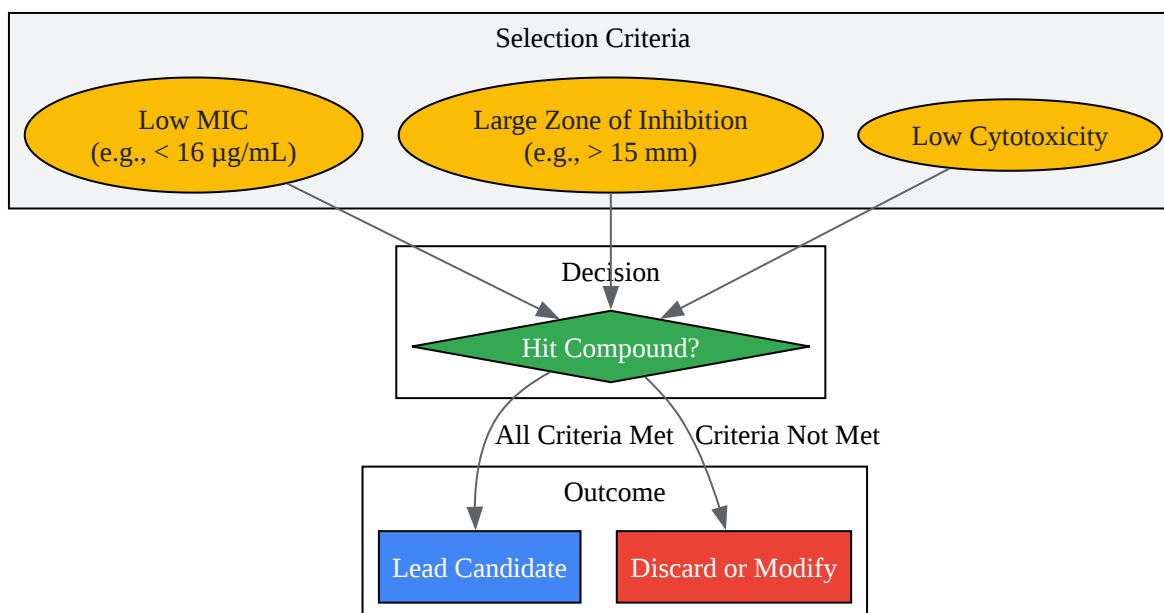 Selection Criteria
Low MIC
(e.g., < 16 µg/mL)
Large Zone of Inhibition
(e.g., > 15 mm)
Low Cytotoxicity
Decision
Hit Compound?
All Criteria Met
Criteria Not Met
Outcome
Lead Candidate
Discard or Modify